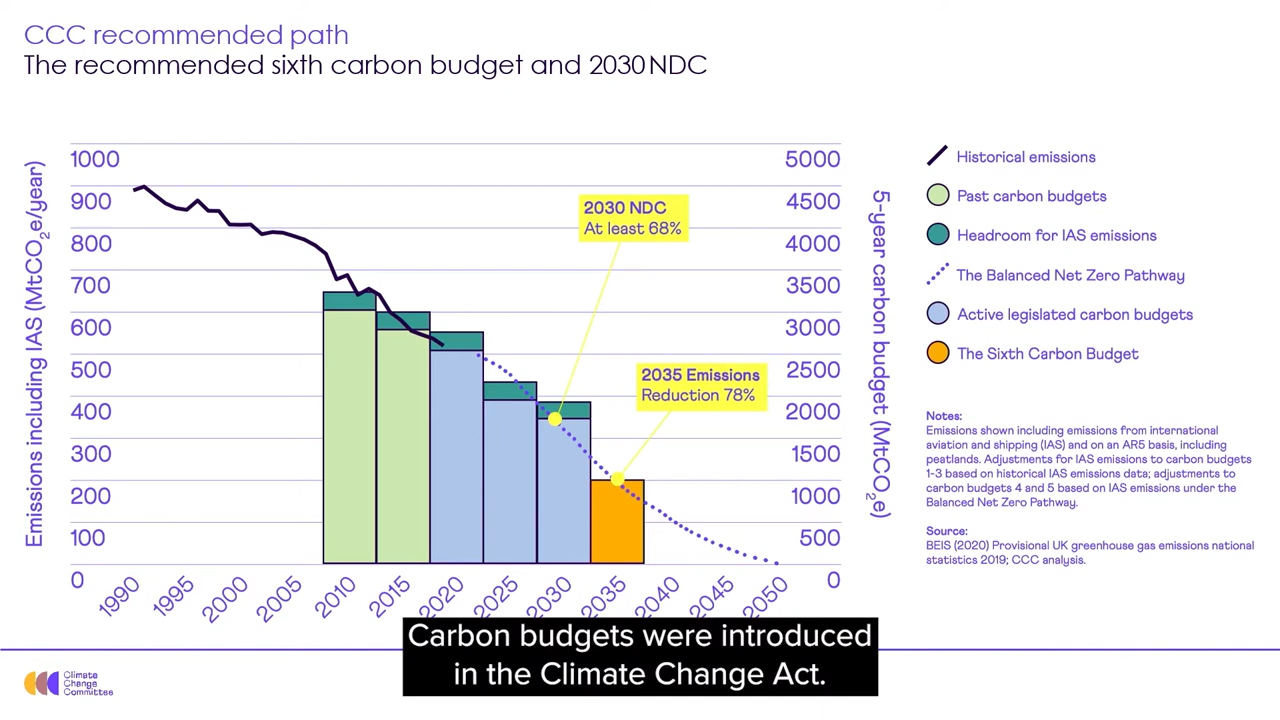 CCC recommended path
The recommended sixth carbon budget and 2030 NDC
Emissions including IAS (MtCO2e/year)
1000
900
800
700
600
500
400
300
200
100
0
2030 NDC
At least 68%
2035 Emissions
Reduction 78%
5000
4500
4000
3500
3000
2500
2000
1500
1000
500
0
5-year carbon budget (MtCO2e)
1990
1995
2000
2005
2010
2015
2020
2025
2030
2035
2040
2045
2050
Historical emissions
Past carbon budgets
Headroom for IAS emissions
The Balanced Net Zero Pathway
Active legislated carbon budgets
The Sixth Carbon Budget
Notes:
Emissions shown including emissions from international
aviation and shipping (IAS) and on an AR5 basis, including
peatlands. Adjustments for IAS emissions to carbon budgets
1-3 based on historical IAS emissions data; adjustments to
carbon budgets 4 and 5 based on IAS emissions under the
Balanced Net Zero Pathway.
Source:
BEIS (2020) Provisional UK greenhouse gas emissions national
statistics 2019; CCC analysis.
Carbon budgets were introduced
in the Climate Change Act.
Climate
Change
Committee